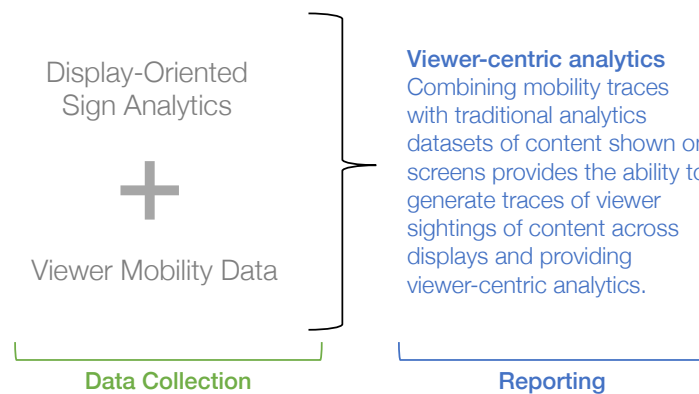 Display-Oriented
Sign Analytics
+
Viewer Mobility Data
Viewer-centric analytics
Combining mobility traces
with traditional analytics
datasets of content shown
screens provides the ability
generate traces of viewer
sightings of content across
displays and providing
viewer-centric analytics.
Data Collection
Reporting